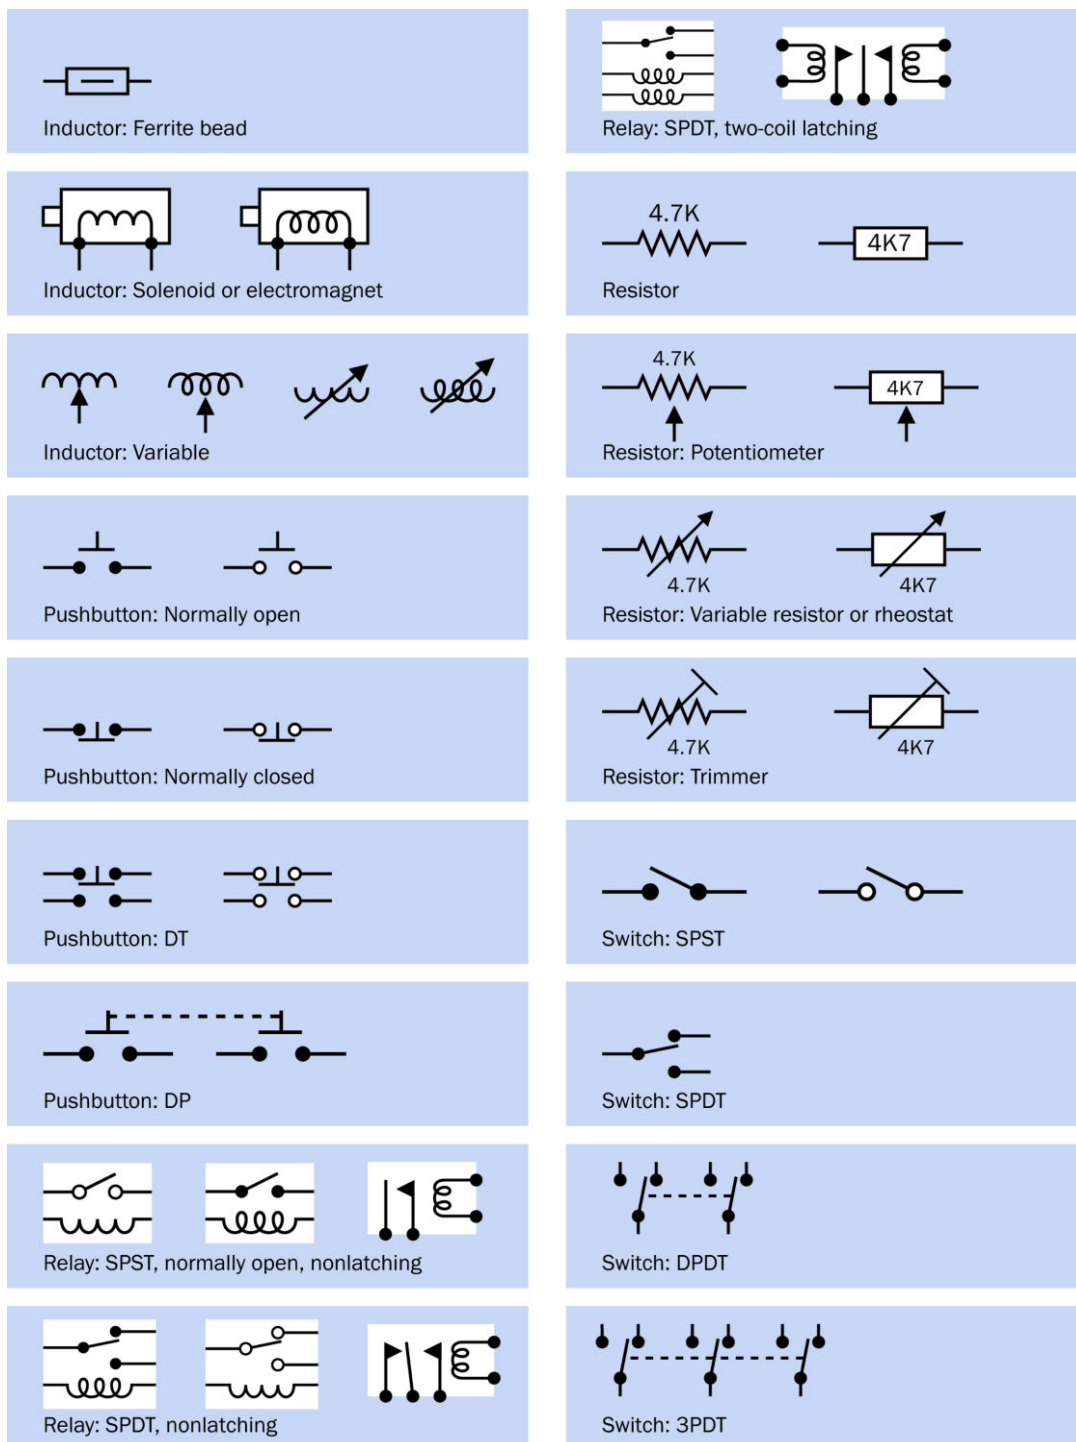 Inductor: Ferrite bead
Inductor: Solenoid or electromagnet
Inductor: Variable
Pushbutton: Normally open
Pushbutton: Normally closed
Pushbutton: DT
Pushbutton: DP
Relay: SPST, normally open, nonlatching
Relay: SPDT, nonlatching
Relay: SPDT, two-coil latching
4.7K 4K7
Resistor
4.7K 4K7
Resistor: Potentiometer
4.7K 4K7
Resistor: Variable resistor or rheostat
4.7K 4K7
Resistor: Trimmer
Switch: SPST
Switch: SPDT
Switch: DPDT
Switch: 3PDT